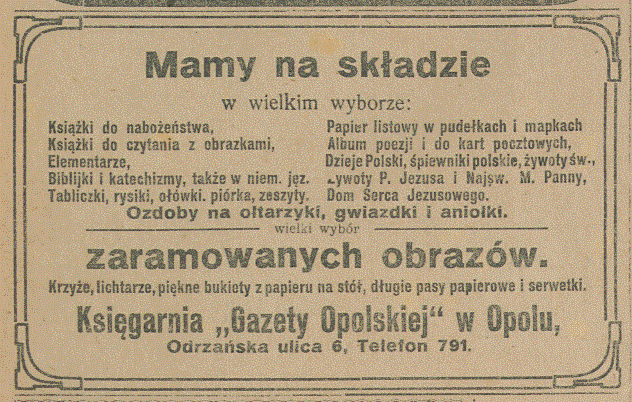 Mamy na składzie
w wielkim wyborze:
Książki do nabożeństwa,
Książki do czytania z obrazkami,
Elementarze,
Biblijki i katechizmy, także w niem. jęz.
Tabliczki, rysiki, ołówki. piórka, zeszyty.
Papier listowy w pudełkach i mapkach
Album poezji i do kart pocztowych,
Dzieje Polski, śpiewniki polskie, żywoty św.,
Żywoty P. Jezusa i Najsw. M. Panny,
Dom Serca Jezusowego.
Ozdoby na ołtarzyki, gwiazdki i aniołki.
wielki wybór
zaramowanych obrazów.
Krzyże, lichtarze, piękne bukiety z papieru na stół, długie pasy papierowe i serwetki.
Księgarnia „Gazety Opolskiej“ w Opolu,
Odrzańska ulica 6, Telefon 791.